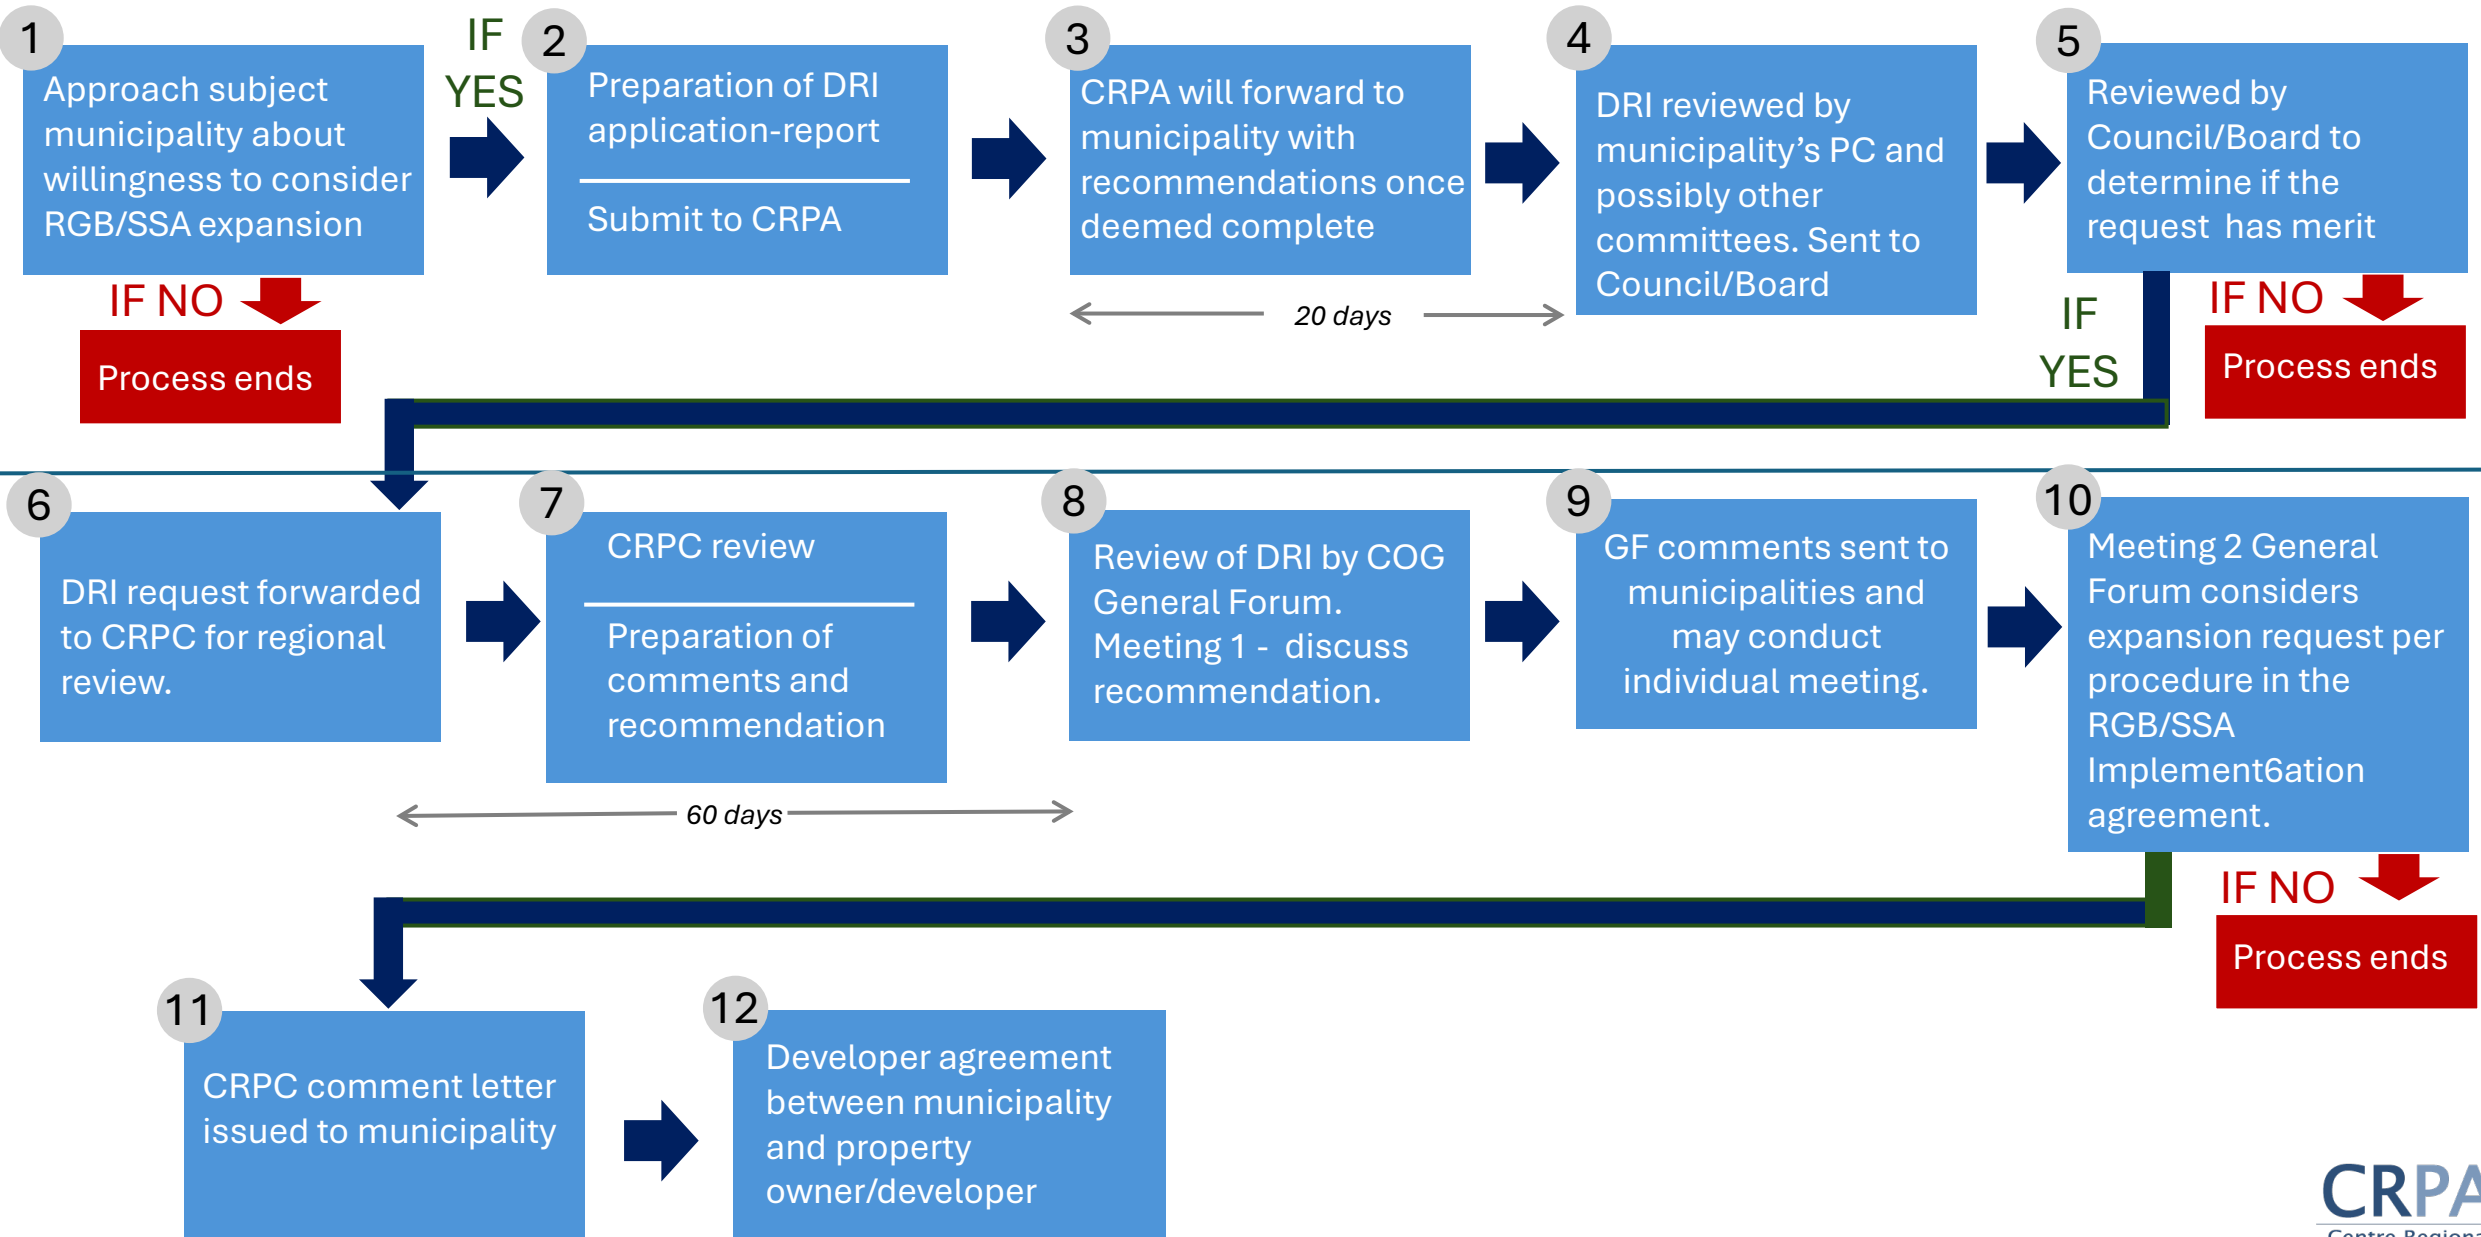 1
Approach subject
municipality about
willingness to consider
RGB/SSA expansion
IF NO
Process ends
IF
YES
2
Preparation of DRI
application-report
Submit to CRPA
3
CRPA will forward to
municipality with
recommendations once
deemed complete
20 days
4
DRI reviewed by
municipality’s PC and
possibly other
committees. Sent to
Council/Board
5
Reviewed by
Council/Board to
determine if the
request  has merit
IF
YES
IF NO
Process ends
6
DRI request forwarded
to CRPC for regional
review.
7
CRPC review
Preparation of
comments and
recommendation
60 days
8
Review of DRI by COG
General Forum.
Meeting 1 -  discuss
recommendation.
9
GF comments sent to
municipalities and
may conduct
individual meeting.
10
Meeting 2 General
Forum considers
expansion request per
procedure in the
RGB/SSA
Implement6ation
agreement.
IF NO
Process ends
11
CRPC comment letter
issued to municipality
12
Developer agreement
between municipality
and property
owner/developer
CRPA
Centre Regional